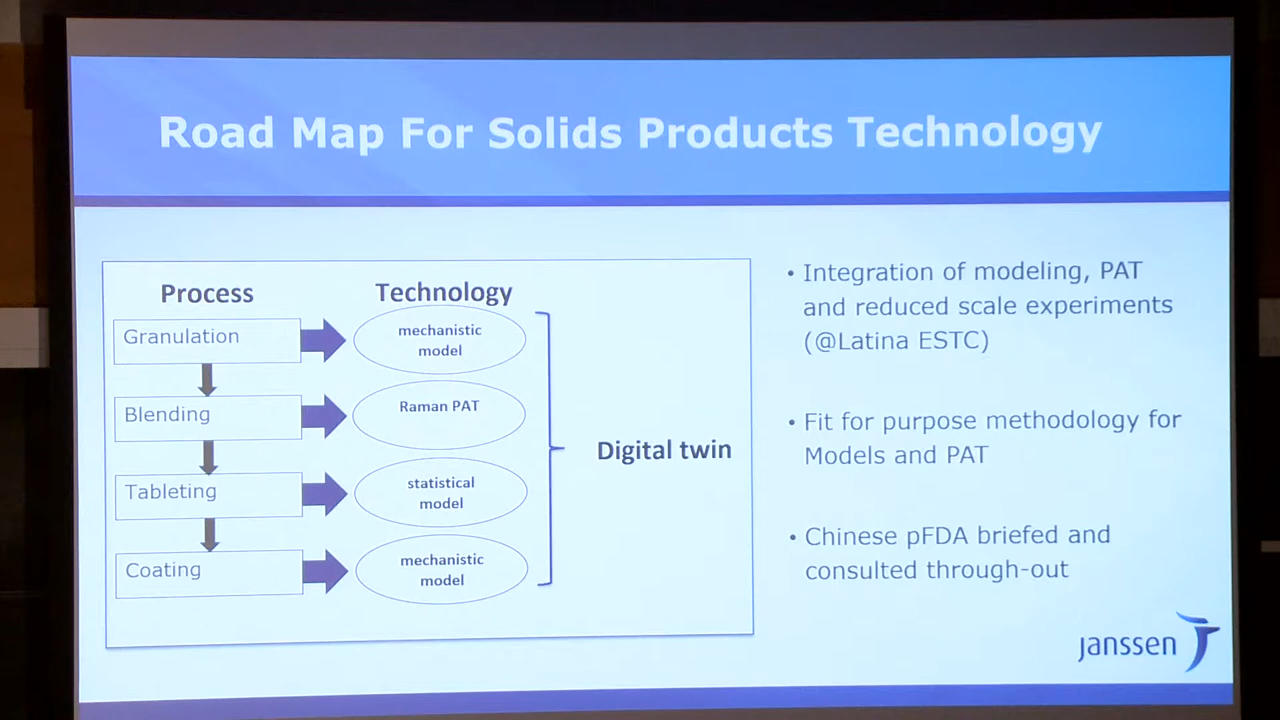 Road Map For Solids Products Technology
Process
Technology
Granulation
mechanistic
model
Blending
Raman PAT
Tableting
statistical
model
Coating
mechanistic
model
Digital twin
• Integration of modeling, PAT
and reduced scale experiments
(@Latina ESTC)
• Fit for purpose methodology for
Models and PAT
• Chinese pFDA briefed and
consulted through-out
janssen